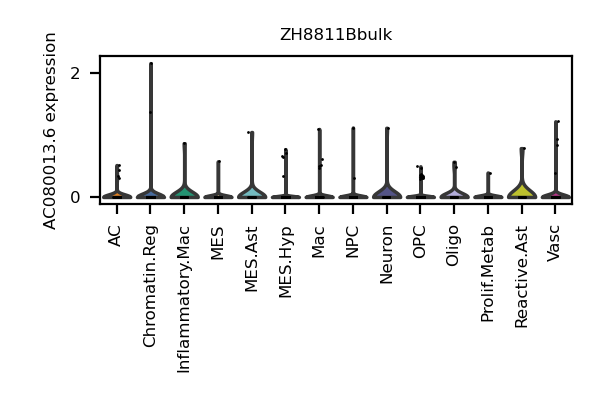 ZH8811Bbulk
AC080013.6 expression
2
0
AC
Chromatin.Reg
Inflammatory.Mac
MES
MES.Ast
MES.Hyp
Mac
NPC
Neuron
OPC
Oligo
Prolif.Metab
Reactive.Ast
Vasc